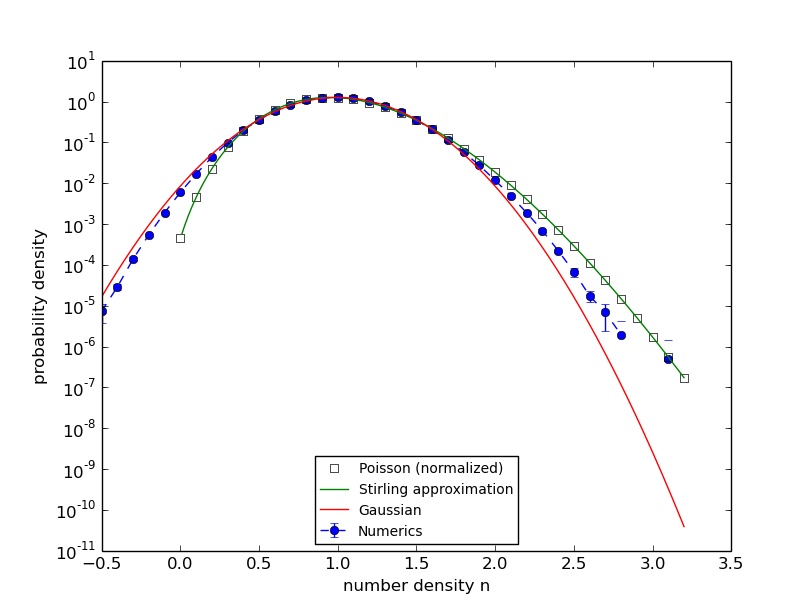 10^1
10^0
10^-1
10^-2
10^-3
10^-4
10^-5
10^-6
10^-7
10^-8
10^-9
10^-10
10^-11
probability density
Poisson (normalized)
Stirling approximation
Gaussian
Numerics
−0.5 0.0 0.5 1.0 1.5 2.0 2.5 3.0 3.5
number density n